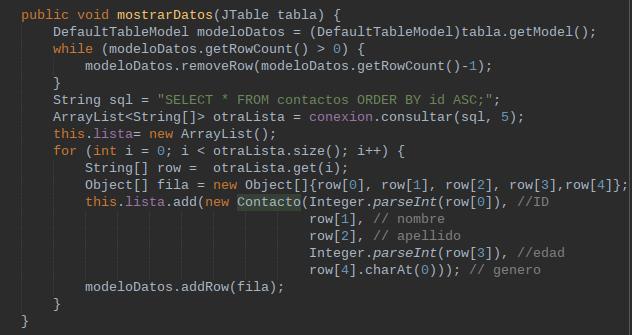 public void mostrarDatos(JTable tabla) {
    DefaultTableModel modeloDatos = (DefaultTableModel)tabla.getModel();
    while (modeloDatos.getRowCount() > 0) {
        modeloDatos.removeRow(modeloDatos.getRowCount()-1);
    }
    String sql = "SELECT * FROM contactos ORDER BY id ASC;";
    ArrayList<String[]> otraLista = conexion.consultar(sql, 5);
    this.lista= new ArrayList();
    for (int i = 0; i < otraLista.size(); i++) {
        String[] row =  otraLista.get(i);
        Object[] fila = new Object[]{row[0], row[1], row[2], row[3],row[4]};
        this.lista.add(new Contacto(Integer.parseInt(row[0]), //ID
                                    row[1], // nombre
                                    row[2], // apellido
                                    Integer.parseInt(row[3]), //edad
                                    row[4].charAt(0))); // genero
        modeloDatos.addRow(fila);
    }
}